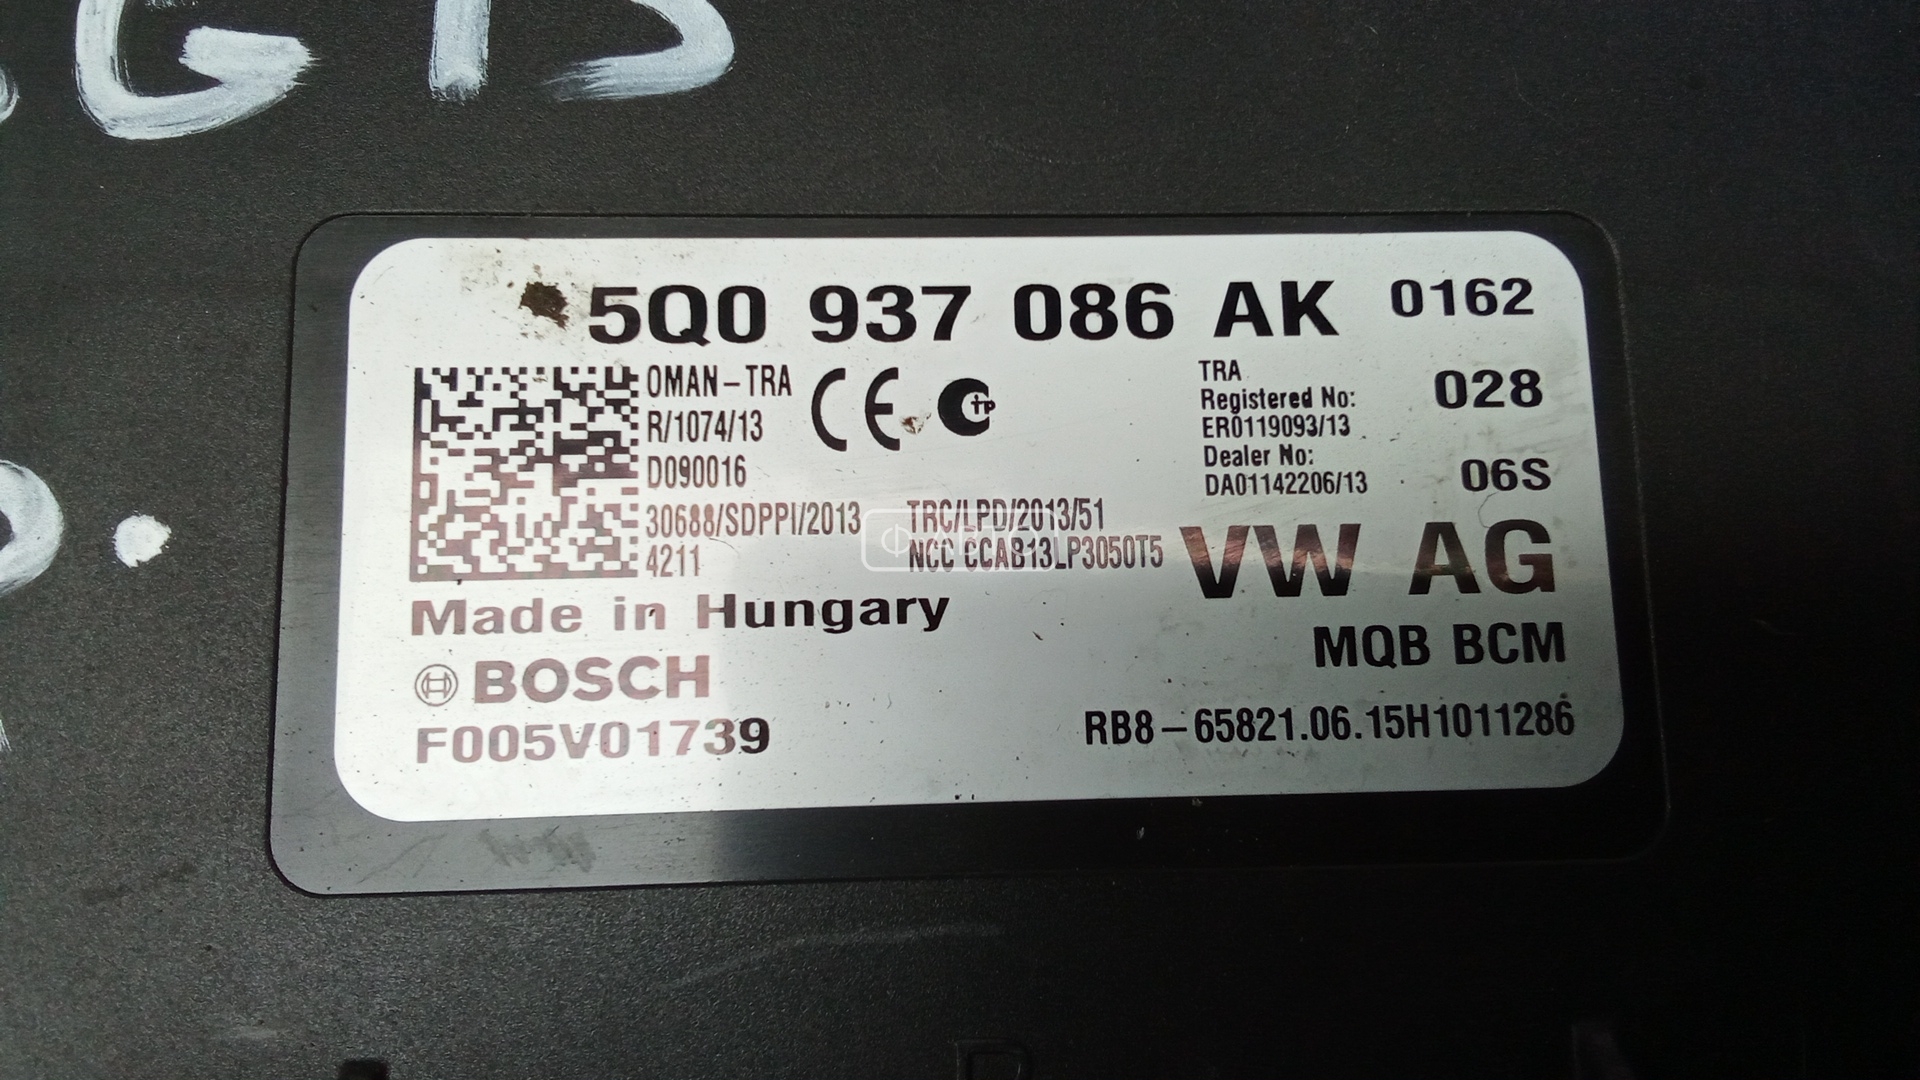 GTS
5Q0 937 086 AK 0162
OMAN-TRA
R/1074/13
D090016
30688/SDPPI/2013
4211
CE
TRC/LPD/2013/51
NCC CCAB13LP3050T5
TRA
Registered No:
ER0119093/13
Dealer No:
DA01142206/13
028
06S
VW AG
Made in Hungary
MQB BCM
BOSCH
F005V01739
RB8-65821.06.15H1011286